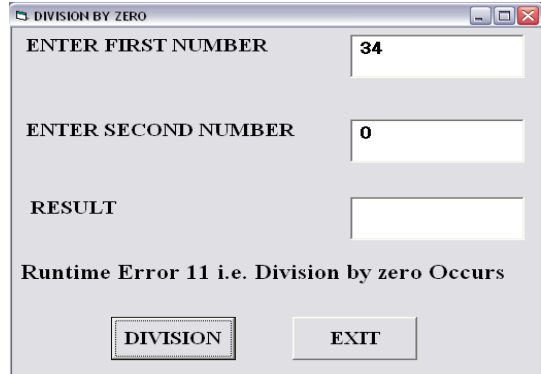 DIVISION BY ZERO
ENTER FIRST NUMBER 34
ENTER SECOND NUMBER 0
RESULT
Runtime Error 11 i.e. Division by zero Occurs
DIVISION EXIT